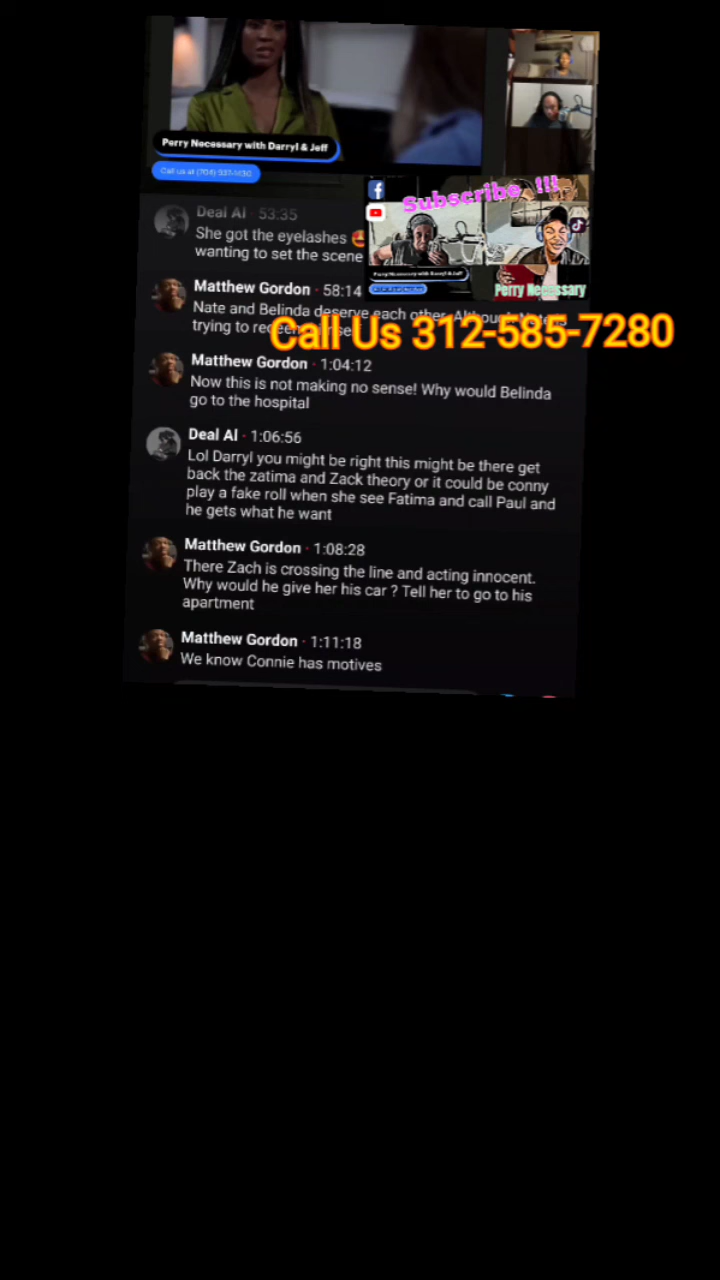 Perry Necessary with Darryl & Jeff
Call us at (704)
Subscribe !!!
Deal Al · 53:35
She got the eyelashes
wanting to set the scene
Perry Necessary with Darryl & Jeff
Perry Necessary
Matthew Gordon · 58:14
Nate and Belinda deserve each other. Although
trying to
Call Us 312-585-7280
Matthew Gordon · 1:04:12
Now this is not making no sense! Why would Belinda
go to the hospital
Deal Al · 1:06:56
Lol Darryl you might be right this might be there get
back the zatima and Zack theory or it could be conny
play a fake roll when she see Fatima and call Paul and
he gets what he want
Matthew Gordon · 1:08:28
There Zach is crossing the line and acting innocent.
Why would he give her his car ? Tell her to go to his
apartment
Matthew Gordon · 1:11:18
We know Connie has motives